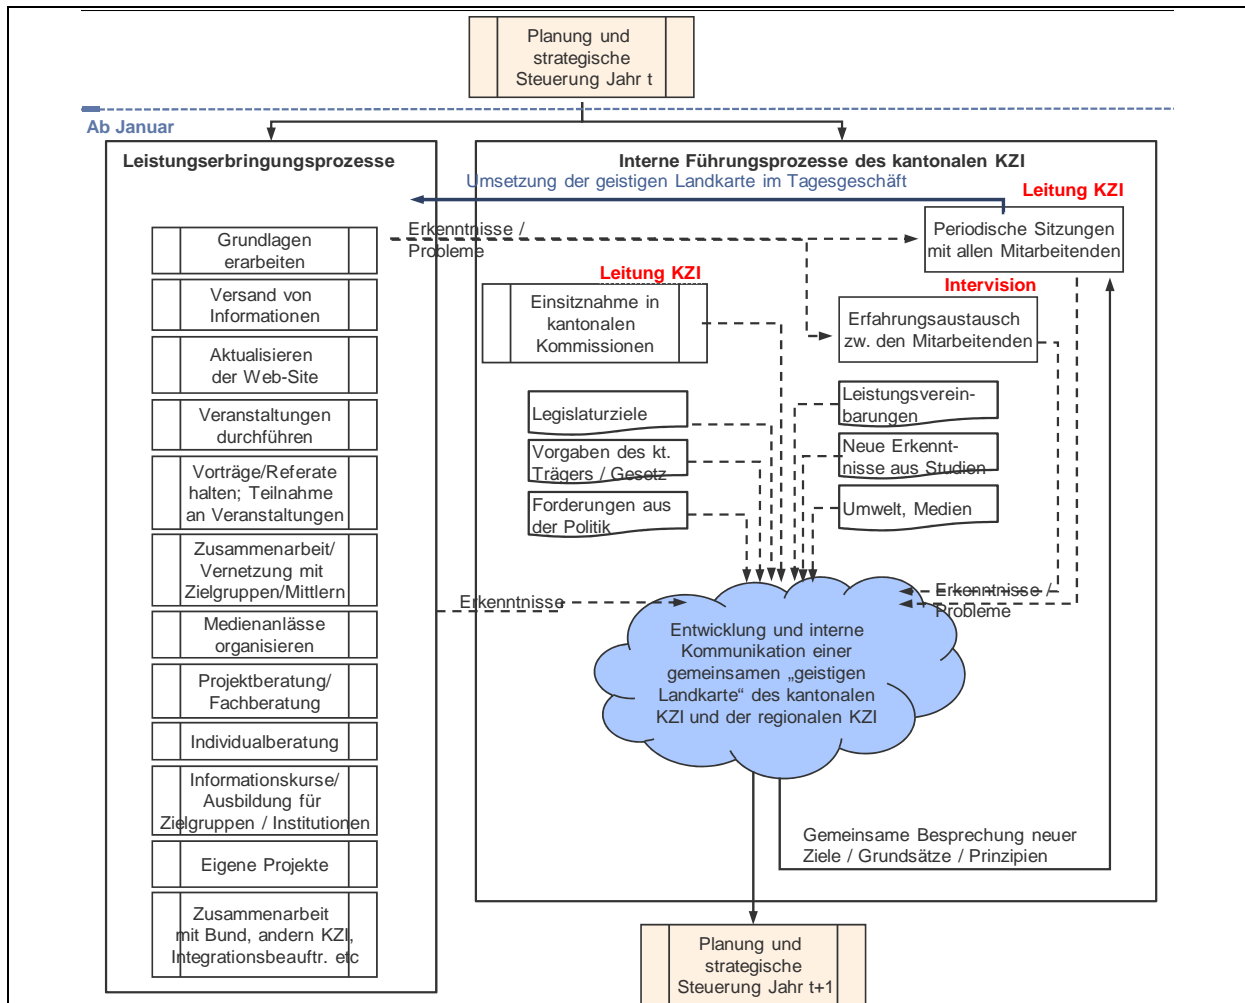 Planung und
strategische
Steuerung Jahr t
Ab Januar
Leistungserbringungsprozesse
Grundlagen
erarbeiten
Versand von
Informationen
Aktualisieren
der Web-Site
Veranstaltungen
durchführen
Vorträge/Referate
halten; Teilnahme
an Veranstaltungen
Zusammenarbeit/
Vernetzung mit
Zielgruppen/Mittlern
Medienanlässe
organisieren
Projektberatung/
Fachberatung
Individualberatung
Informationskurse/
Ausbildung für
Zielgruppen / Institutionen
Eigene Projekte
Zusammenarbeit
mit Bund, andern KZI,
Integrationsbeauftr. etc
Interne Führungsprozesse des kantonalen KZI
Umsetzung der geistigen Landkarte im Tagesgeschäft
Leitung KZI
Erkenntnisse /
Probleme
Periodische Sitzungen
mit allen Mitarbeitenden
Leitung KZI
Einsitznahme in
kantonalen
Kommissionen
Intervision
Erfahrungsaustausch
zw. den Mitarbeitenden
Legislaturziele
Vorgaben des kt.
Trägers / Gesetz
Forderungen aus
der Politik
Leistungsverein-
barungen
Neue Erkennt-
nisse aus Studien
Umwelt, Medien
Erkenntnisse
Erkenntnisse /
Probleme
Entwicklung und interne
Kommunikation einer
gemeinsamen „geistigen
Landkarte“ des kantonalen
KZI und der regionalen KZI
Gemeinsame Besprechung neuer
Ziele / Grundsätze / Prinzipien
Planung und
strategische
Steuerung Jahr t+1